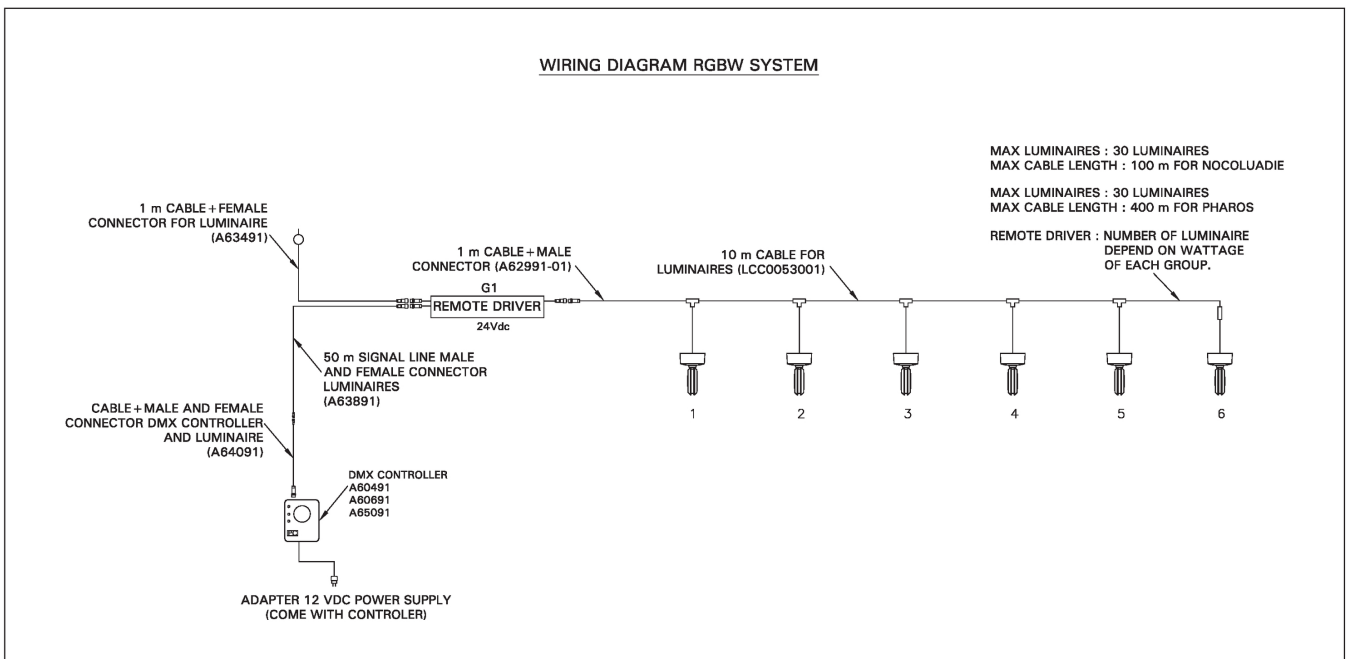 WIRING DIAGRAM RGBW SYSTEM
MAX LUMINAIRES : 30 LUMINAIRES
MAX CABLE LENGTH : 100 m FOR NOCOLUADIE
MAX LUMINAIRES : 30 LUMINAIRES
MAX CABLE LENGTH : 400 m FOR PHAROS
REMOTE DRIVER : NUMBER OF LUMINAIRE
DEPEND ON WATTAGE
OF EACH GROUP.
1 m CABLE+FEMALE
CONNECTOR FOR LUMINAIRE
(A63491)
1 m CABLE+MALE
CONNECTOR (A62991-01)
10 m CABLE FOR
LUMINAIRES (LCC0053001)
G1
REMOTE DRIVER
24Vdc
50 m SIGNAL LINE MALE
AND FEMALE CONNECTOR
LUMINAIRES
(A63891)
CABLE+MALE AND FEMALE
CONNECTOR DMX CONTROLLER
AND LUMINAIRE
(A64091)
1
2
3
4
5
6
DMX CONTROLLER
A60491
A60691
A65091
ADAPTER 12 VDC POWER SUPPLY
(COME WITH CONTROLER)